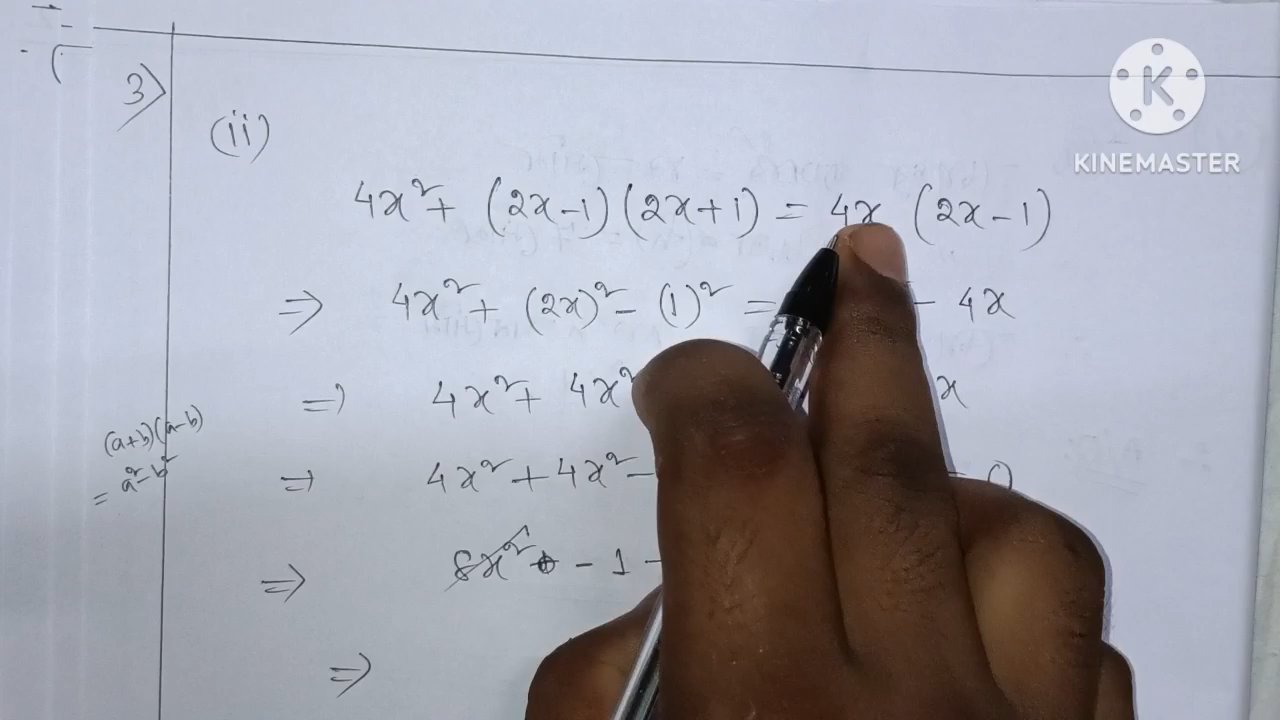 3)
(ii)
4x² + (2x-1)(2x+1) = 4x (2x-1)
⇒ 4x² + (2x)² - (1)² = - 4x
⇒ 4x² + 4x² x
(a+b)(a-b)
= a² - b²
⇒ 4x² + 4x² - = 0
⇒ 8x² - 1 -
⇒
K
KINEMASTER